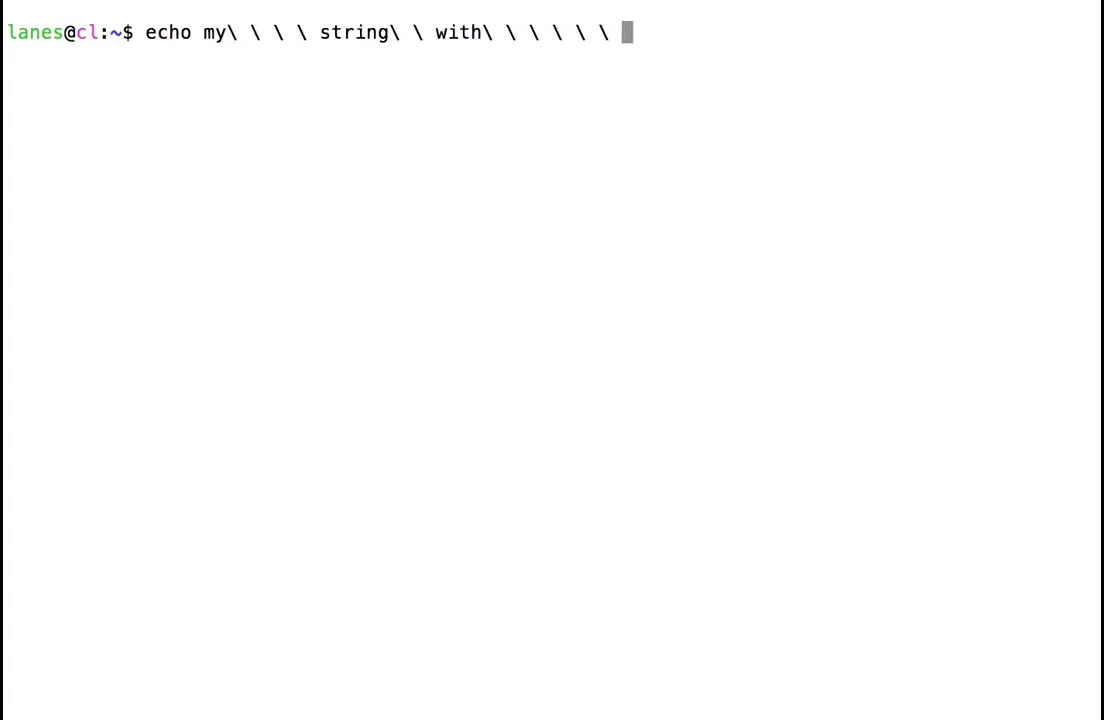 lanes@cl:~$ echo my\ \ \ \ string\ \ with\ \ \ \ \ \